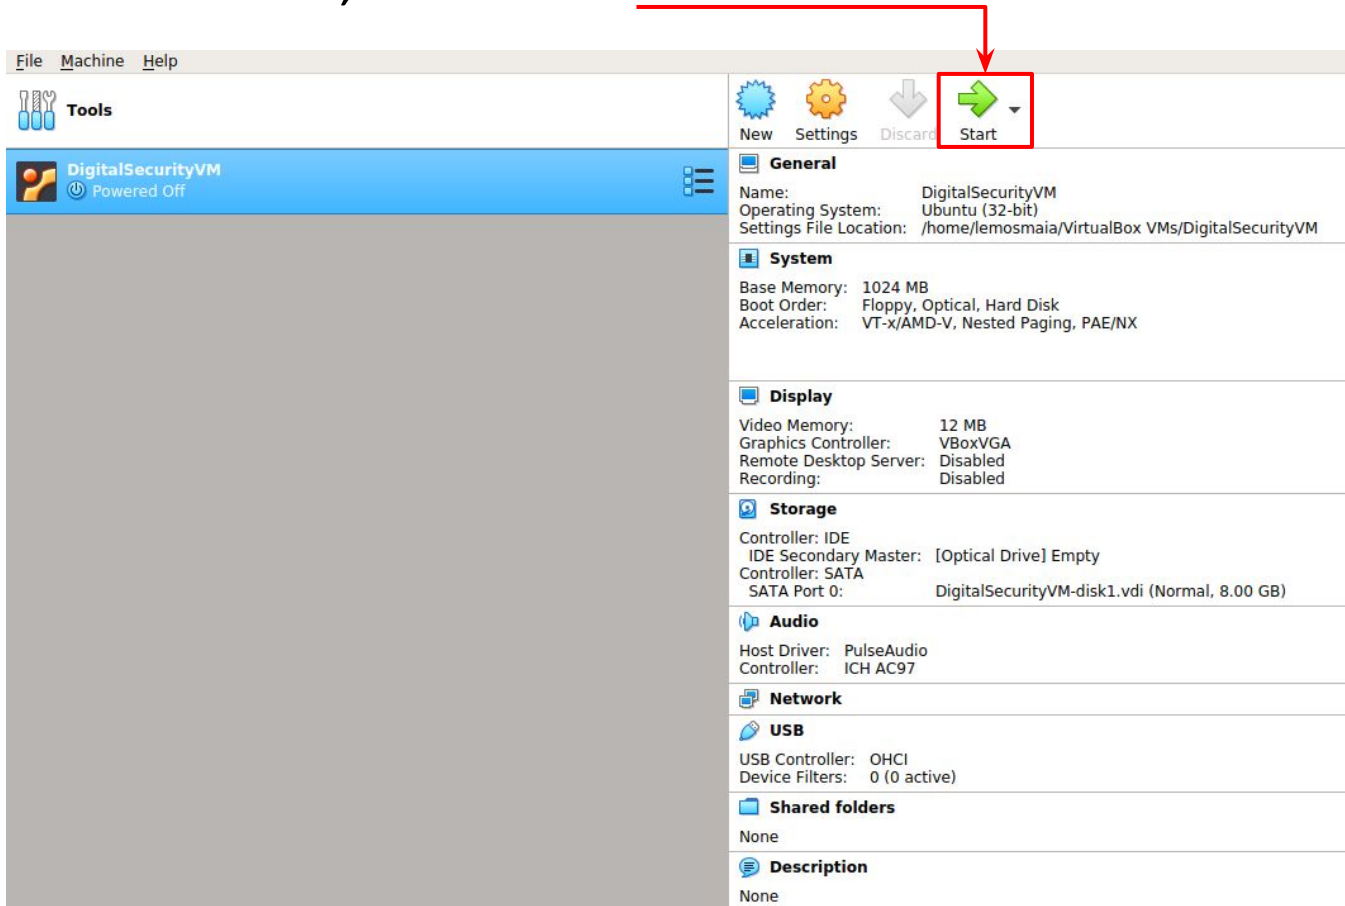 File Machine Help
Tools
New Settings Discard Start
DigitalSecurityVM
Powered Off
General
Name: DigitalSecurityVM
Operating System: Ubuntu (32-bit)
Settings File Location: /home/lemosmaia/VirtualBox VMs/DigitalSecurityVM
System
Base Memory: 1024 MB
Boot Order: Floppy, Optical, Hard Disk
Acceleration: VT-x/AMD-V, Nested Paging, PAE/NX
Display
Video Memory: 12 MB
Graphics Controller: VBoxVGA
Remote Desktop Server: Disabled
Recording: Disabled
Storage
Controller: IDE
IDE Secondary Master: [Optical Drive] Empty
Controller: SATA
SATA Port 0: DigitalSecurityVM-disk1.vdi (Normal, 8.00 GB)
Audio
Host Driver: PulseAudio
Controller: ICH AC97
Network
USB
USB Controller: OHCI
Device Filters: 0 (0 active)
Shared folders
None
Description
None